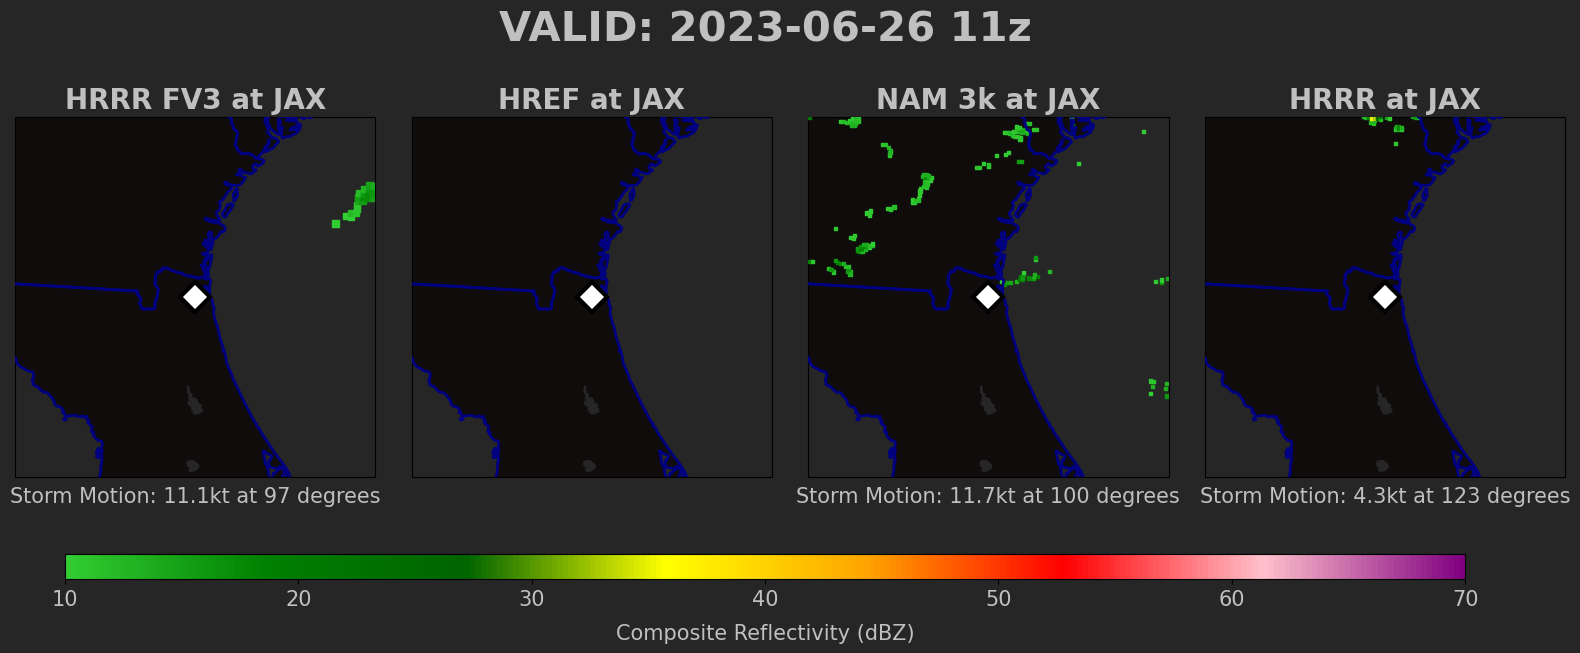 VALID: 2023-06-26 11z
HRRR FV3 at JAX
HREF at JAX
NAM 3k at JAX
HRRR at JAX
Storm Motion: 11.1kt at 97 degrees
Storm Motion: 11.7kt at 100 degrees
Storm Motion: 4.3kt at 123 degrees
10 20 30 40 50 60 70
Composite Reflectivity (dBZ)